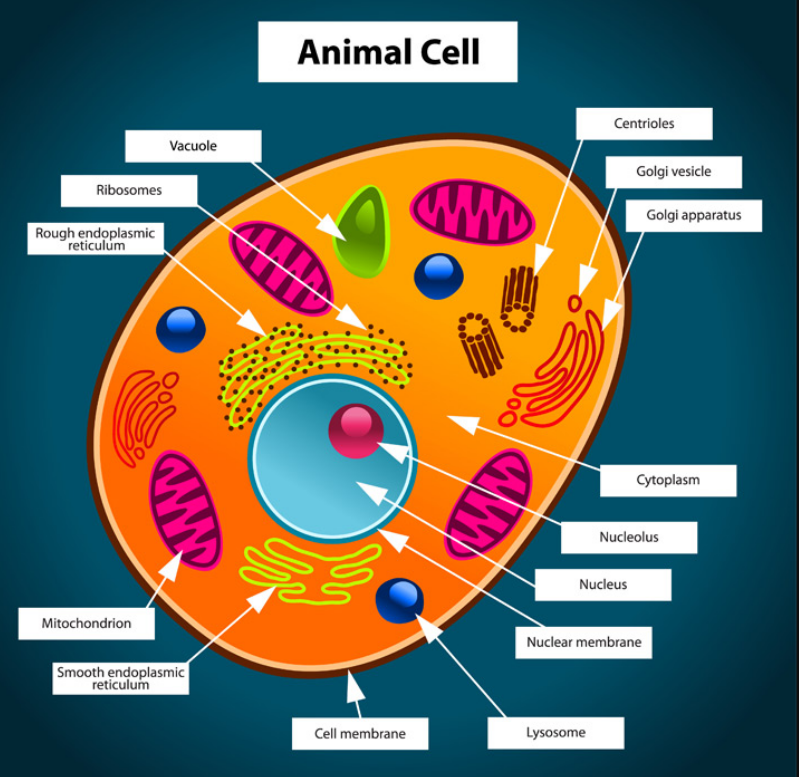 Animal Cell
Centrioles
Vacuole
Golgi vesicle
Ribosomes
Golgi apparatus
Rough endoplasmic
reticulum
Cytoplasm
Nucleolus
Nucleus
Mitochondrion
Nuclear membrane
Smooth endoplasmic
reticulum
Cell membrane
Lysosome